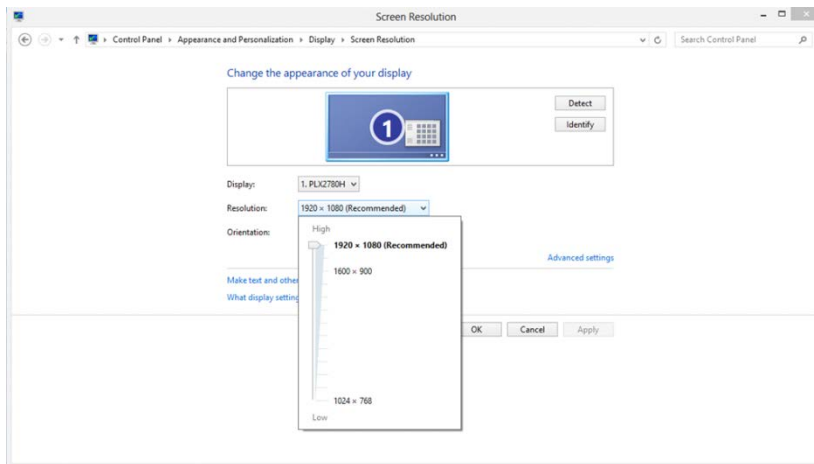 Screen Resolution
Control Panel Appearance and Personalization Display Screen Resolution
Search Control Panel
Change the appearance of your display
1
Detect
Identify
Display: 1. PLX2780H
Resolution: 1920 × 1080 (Recommended)
Orientation:
High
1920 × 1080 (Recommended)
Advanced settings
1600 × 900
Make text and other
What display setting
OK Cancel Apply
1024 × 768
Low